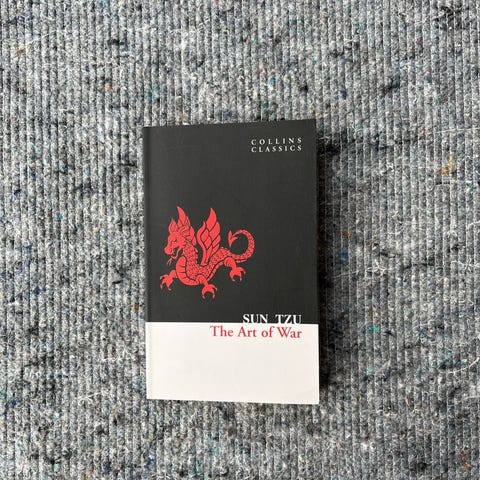 COLLINS
CLASSICS
SUN TZU
The Art of War